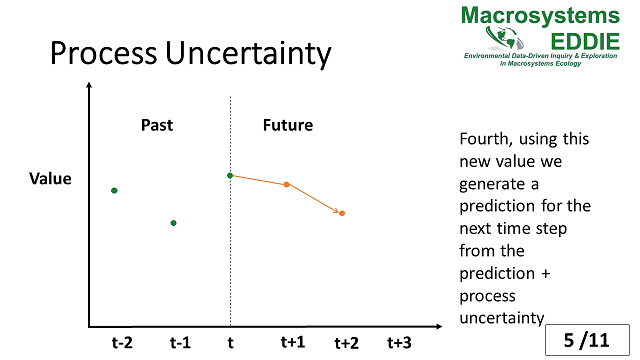 Macrosystems
EDDIE
Environmental Data-Driven Inquiry & Exploration
in Macrosystems Ecology
Process Uncertainty
Past
Future
Value
t-2
t-1
t
t+1
t+2
t+3
Fourth, using this
new value we
generate a
prediction for the
next time step
from the
prediction +
process
uncertainty
5 /11